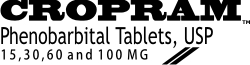 CROPRAM™
Phenobarbital Tablets, USP
15,30,60 and 100 MG